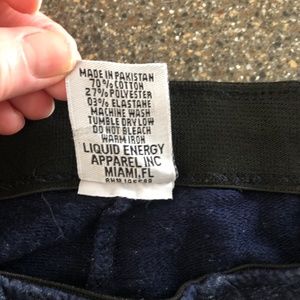 MADE IN PAKISTAN
70% COTTON
27% POLYESTER
03% ELASTANE
MACHINE WASH
TUMBLE DRY LOW
DO NOT BLEACH
WARM IRON
LIQUID ENERGY
APPAREL INC
MIAMI, FL